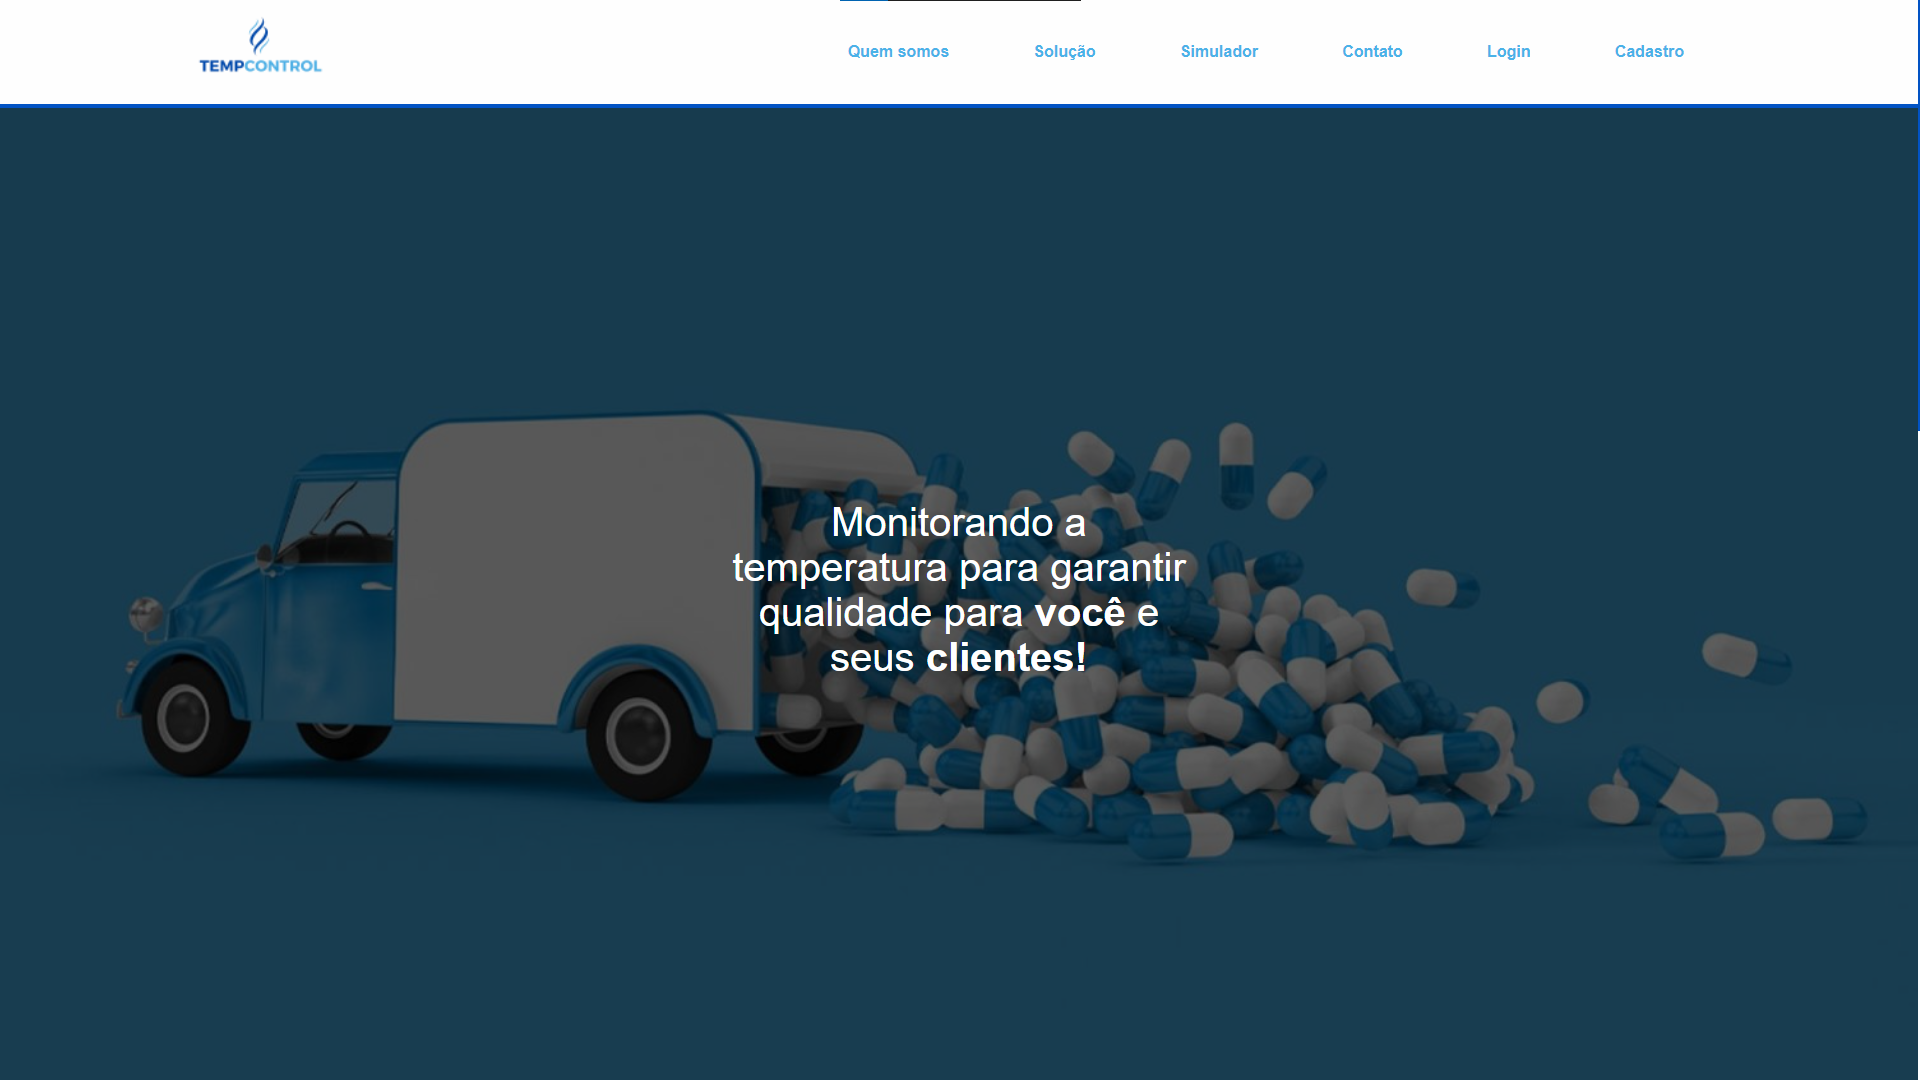 TEMPCONTROL
Quem somos
Solução
Simulador
Contato
Login
Cadastro
Monitorando a
temperatura para garantir
qualidade para você e
seus clientes!